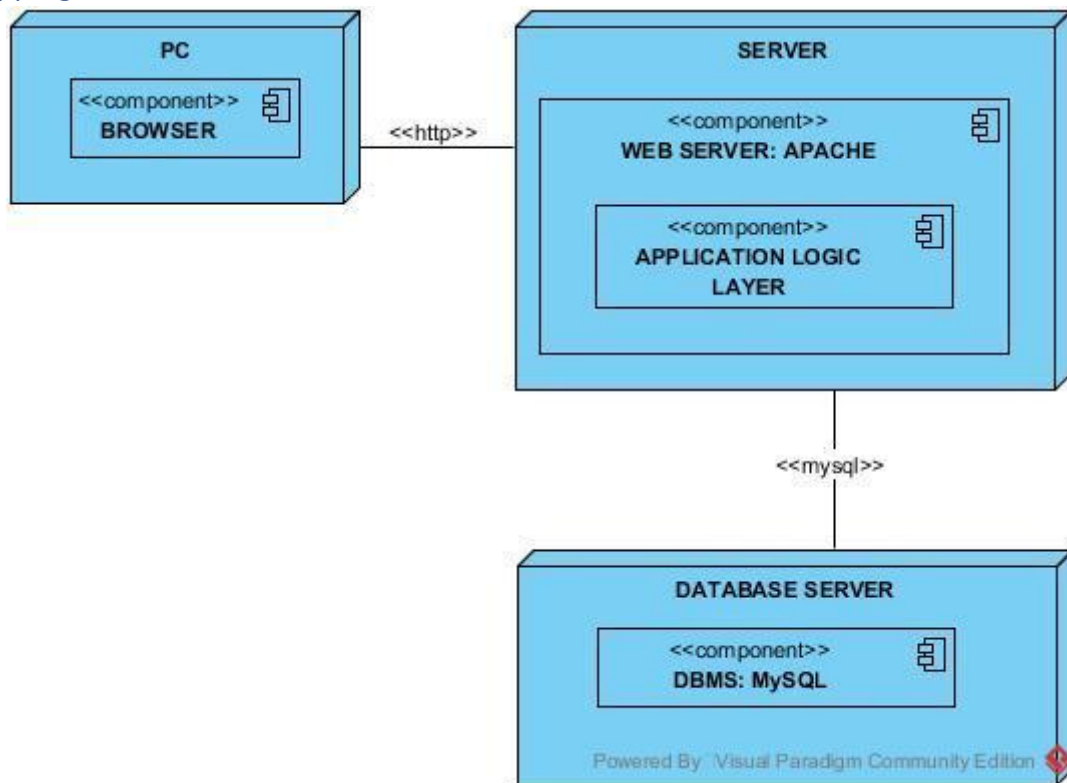 PC
<<component>>
BROWSER
<<http>>
SERVER
<<component>>
WEB SERVER: APACHE
<<component>>
APPLICATION LOGIC
LAYER
<<mysql>>
DATABASE SERVER
<<component>>
DBMS: MySQL
Powered By Visual Paradigm Community Edition